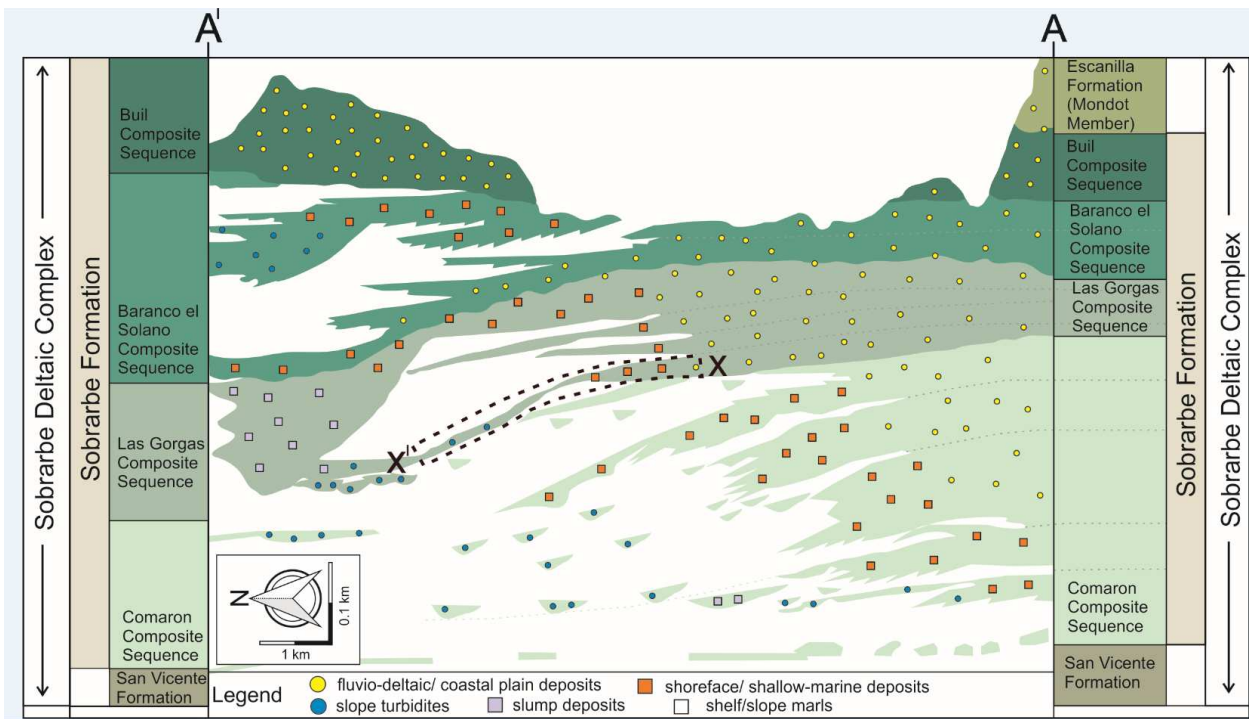 A'
A
Sobrarbe Deltaic Complex
Sobrarbe Formation
Buil
Composite
Sequence
Baranco el
Solano
Composite
Sequence
Las Gorgas
Composite
Sequence
Comaron
Composite
Sequence
San Vicente
Formation
X
X'
N
0.1 km
1 km
Escanilla
Formation
(Mondot
Member)
Buil
Composite
Sequence
Baranco el
Solano
Composite
Sequence
Las Gorgas
Composite
Sequence
Comaron
Composite
Sequence
San Vicente
Formation
Sobrarbe Formation
Sobrarbe Deltaic Complex
Legend
fluvio-deltaic/ coastal plain deposits
shoreface/ shallow-marine deposits
slope turbidites
slump deposits
shelf/slope marls